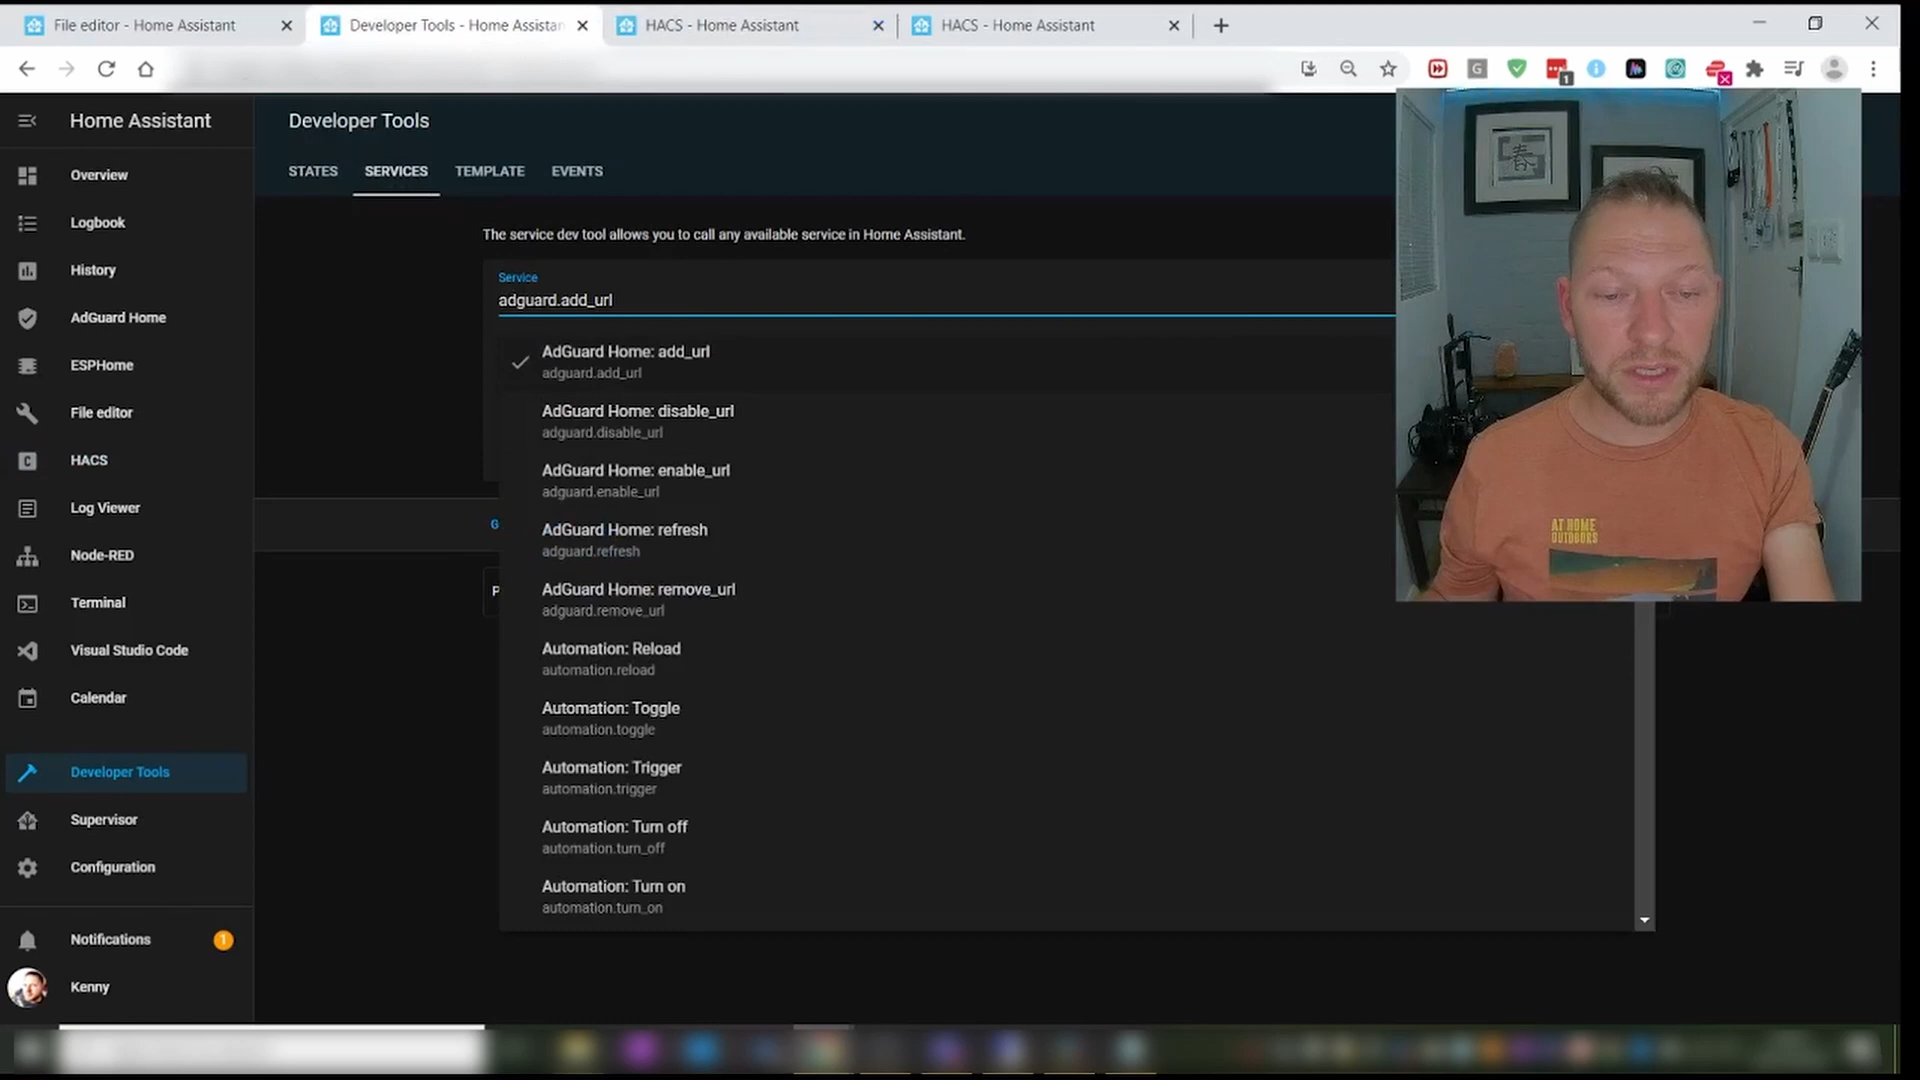 File editor - Home Assistant
Developer Tools - Home Assistan
HACS - Home Assistant
HACS - Home Assistant
G
1
Home Assistant
Developer Tools
STATES
SERVICES
TEMPLATE
EVENTS
Overview
Logbook
History
AdGuard Home
ESPHome
File editor
HACS
Log Viewer
Node-RED
Terminal
Visual Studio Code
Calendar
Developer Tools
Supervisor
Configuration
Notifications
1
Kenny
The service dev tool allows you to call any available service in Home Assistant.
Service
adguard.add_url
AdGuard Home: add_url
adguard.add_url
AdGuard Home: disable_url
adguard.disable_url
AdGuard Home: enable_url
adguard.enable_url
AdGuard Home: refresh
adguard.refresh
AdGuard Home: remove_url
adguard.remove_url
Automation: Reload
automation.reload
Automation: Toggle
automation.toggle
Automation: Trigger
automation.trigger
Automation: Turn off
automation.turn_off
Automation: Turn on
automation.turn_on
G
P
春
AT HOME
OUTDOORS